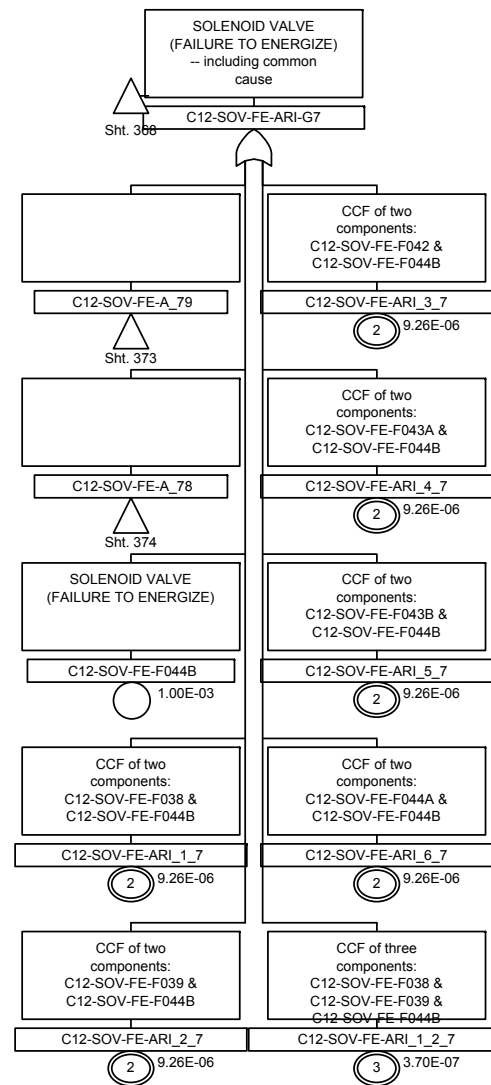 SOLENOID VALVE
(FAILURE TO ENERGIZE)
-- including common
cause
C12-SOV-FE-ARI-G7
Sht. 368
C12-SOV-FE-A_79
Sht. 373
CCF of two
components:
C12-SOV-FE-F042 &
C12-SOV-FE-F044B
C12-SOV-FE-ARI_3_7
2
9.26E-06
C12-SOV-FE-A_78
Sht. 374
CCF of two
components:
C12-SOV-FE-F043A &
C12-SOV-FE-F044B
C12-SOV-FE-ARI_4_7
2
9.26E-06
SOLENOID VALVE
(FAILURE TO ENERGIZE)
C12-SOV-FE-F044B
1.00E-03
CCF of two
components:
C12-SOV-FE-F043B &
C12-SOV-FE-F044B
C12-SOV-FE-ARI_5_7
2
9.26E-06
CCF of two
components:
C12-SOV-FE-F038 &
C12-SOV-FE-F044B
C12-SOV-FE-ARI_1_7
2
9.26E-06
CCF of two
components:
C12-SOV-FE-F044A &
C12-SOV-FE-F044B
C12-SOV-FE-ARI_6_7
2
9.26E-06
CCF of two
components:
C12-SOV-FE-F039 &
C12-SOV-FE-F044B
C12-SOV-FE-ARI_2_7
2
9.26E-06
CCF of three
components:
C12-SOV-FE-F038 &
C12-SOV-FE-F039 &
C12-SOV-FE-F044B
C12-SOV-FE-ARI_1_2_7
3
3.70E-07